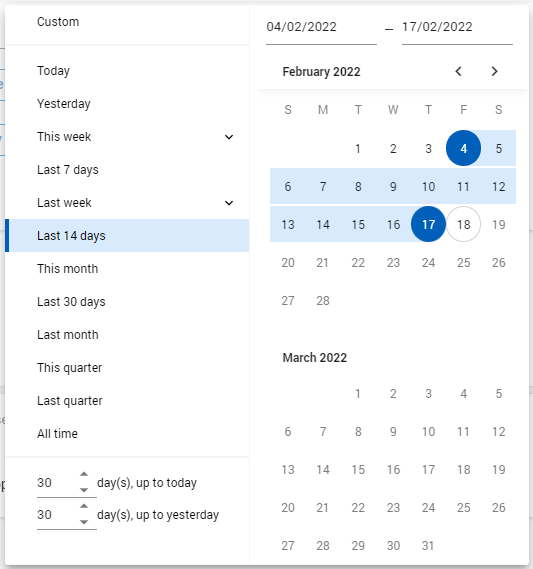 Custom
Today
Yesterday
This week
Last 7 days
Last week
Last 14 days
This month
Last 30 days
Last month
This quarter
Last quarter
All time
30 day(s), up to today
30 day(s), up to yesterday
04/02/2022 – 17/02/2022
February 2022
S M T W T F S
1 2 3 4 5
6 7 8 9 10 11 12
13 14 15 16 17 18 19
20 21 22 23 24 25 26
27 28
March 2022
1 2 3 4 5
6 7 8 9 10 11 12
13 14 15 16 17 18 19
20 21 22 23 24 25 26
27 28 29 30 31